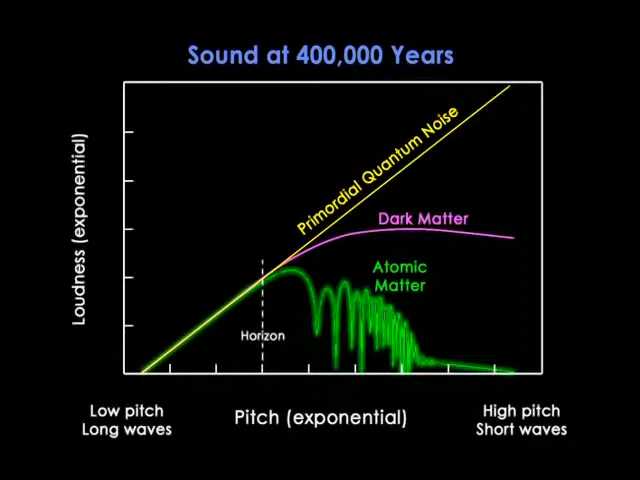 Sound at 400,000 Years
Loudness (exponential)
Primordial Quantum Noise
Dark Matter
Atomic
Matter
Horizon
Low pitch
Long waves
Pitch (exponential)
High pitch
Short waves